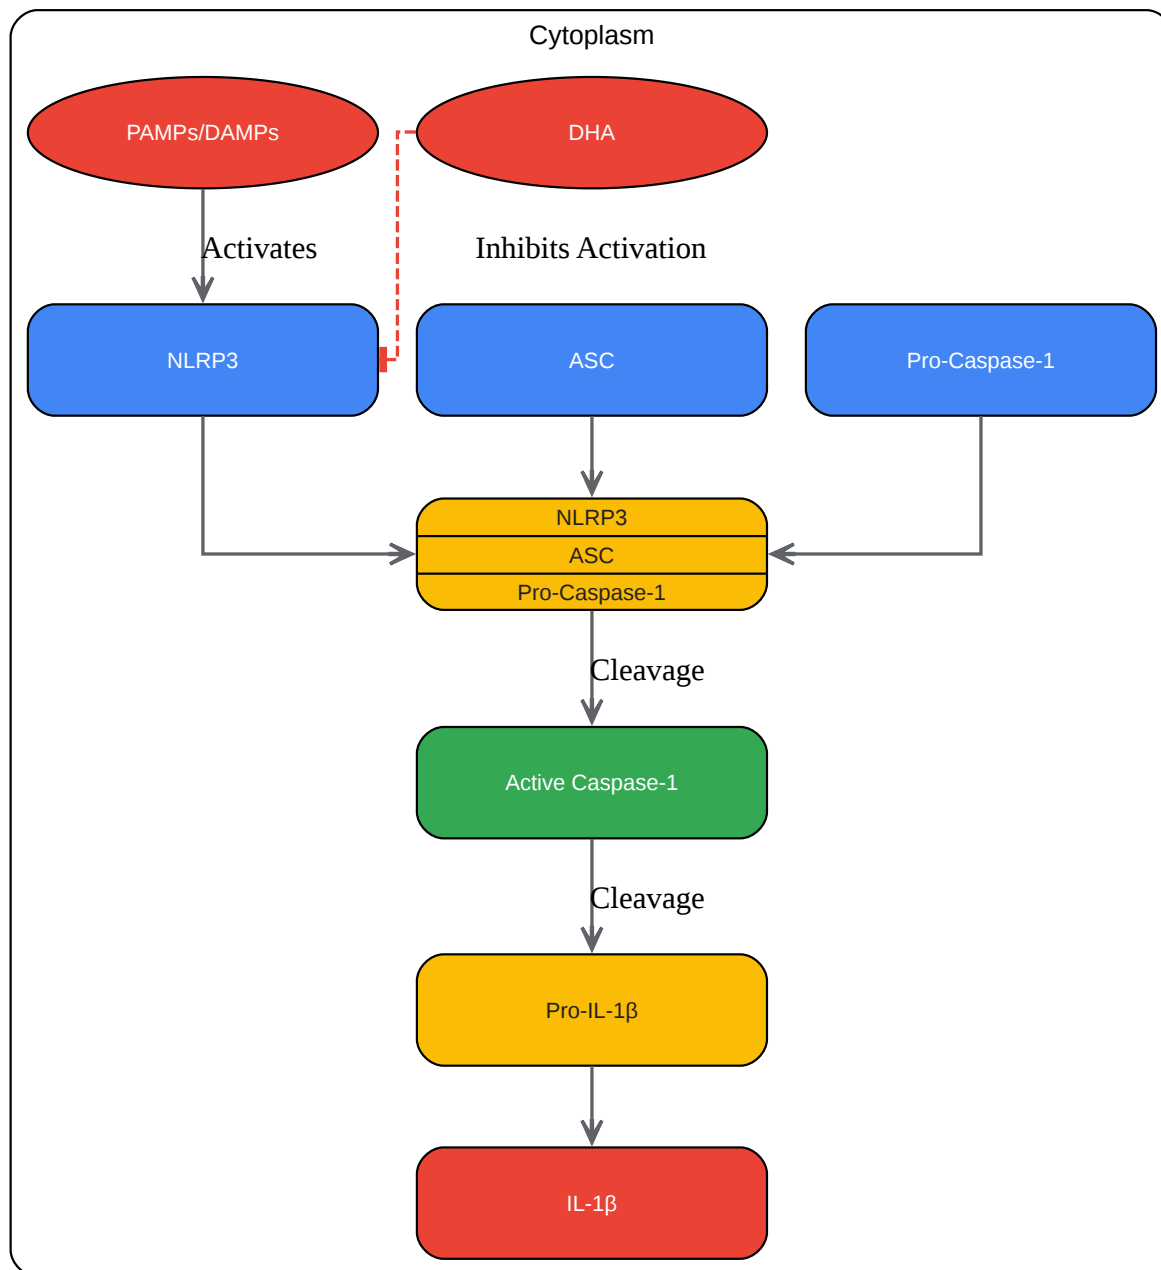 Cytoplasm
PAMPs/DAMPs
DHA
Activates
Inhibits Activation
NLRP3
ASC
Pro-Caspase-1
NLRP3
ASC
Pro-Caspase-1
Cleavage
Active Caspase-1
Cleavage
Pro-IL-1β
IL-1β